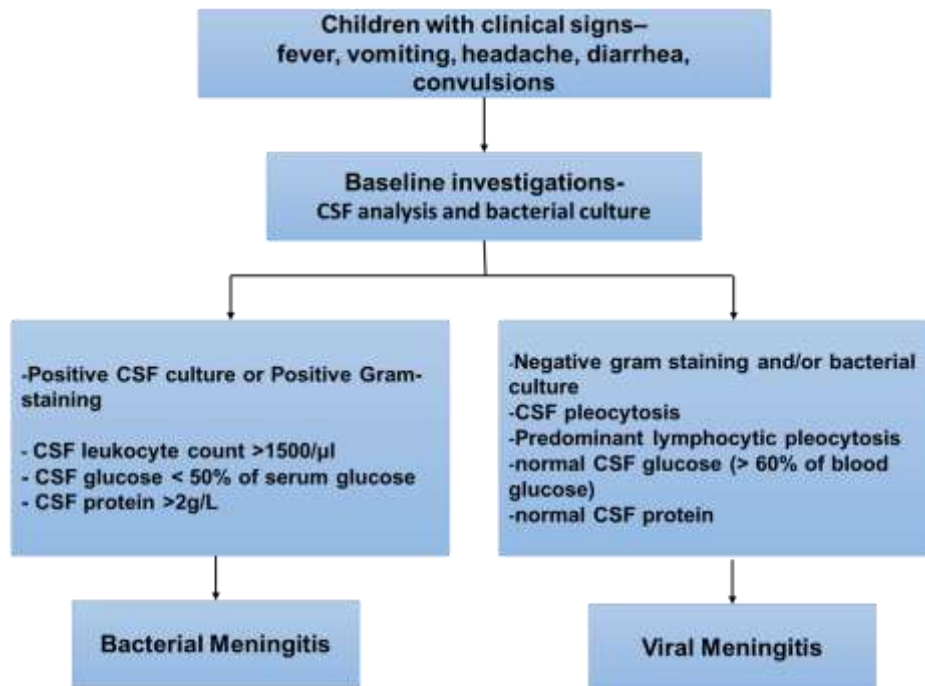 Children with clinical signs–
fever, vomiting, headache, diarrhea,
convulsions
Baseline investigations-
CSF analysis and bacterial culture
-Positive CSF culture or Positive Gram-
staining
- CSF leukocyte count >1500/μl
- CSF glucose < 50% of serum glucose
- CSF protein >2g/L
-Negative gram staining and/or bacterial
culture
-CSF pleocytosis
-Predominant lymphocytic pleocytosis
-normal CSF glucose (> 60% of blood
glucose)
-normal CSF protein
Bacterial Meningitis
Viral Meningitis